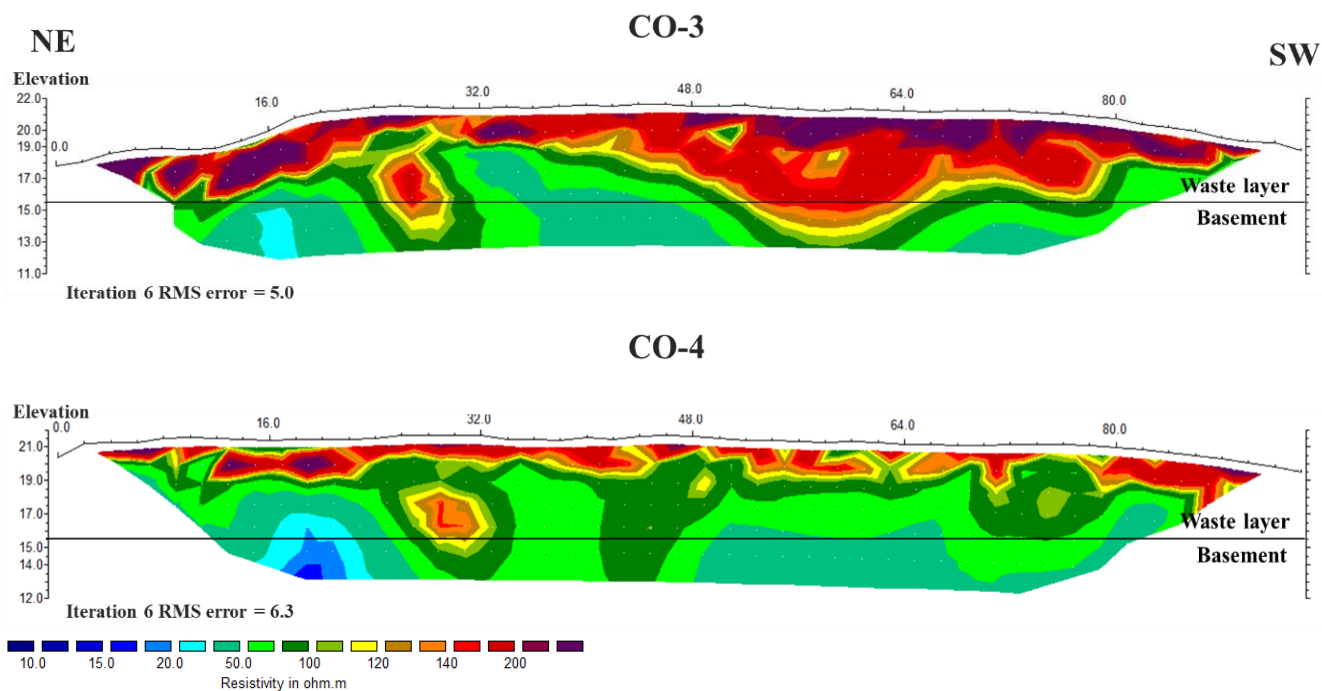 CO-3
NE
SW
Elevation
22.0
16.0
32.0
48.0
64.0
80.0
20.0
19.0
0.0
17.0
Waste layer
15.0
Basement
13.0
11.0
Iteration 6 RMS error = 5.0
CO-4
Elevation
0.0
16.0
32.0
48.0
64.0
80.0
21.0
19.0
17.0
Waste layer
15.0
Basement
14.0
12.0
Iteration 6 RMS error = 6.3
10.0 15.0 20.0 50.0 100 120 140 200
Resistivity in ohm.m